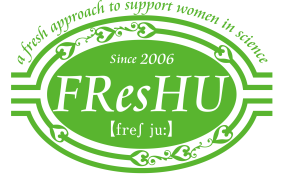 a fresh approach to support women in science
Since 2006
FResHU
【freʃ ju:】